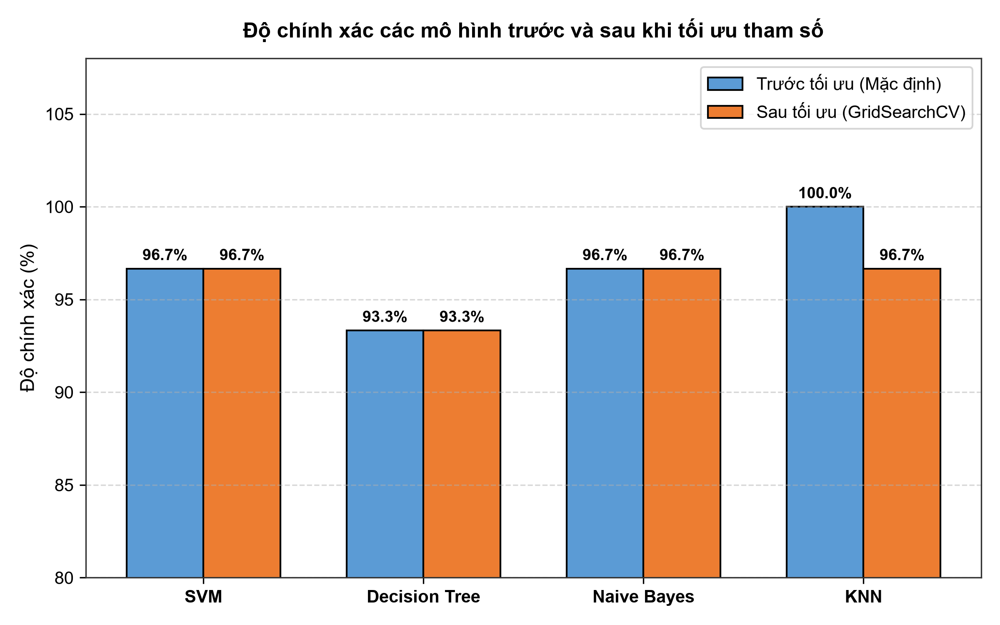 Độ chính xác các mô hình trước và sau khi tối ưu tham số
Trước tối ưu (Mặc định)
Sau tối ưu (GridSearchCV)
Độ chính xác (%)
105
100
95
90
85
80
96.7%
96.7%
93.3%
93.3%
96.7%
96.7%
100.0%
96.7%
SVM
Decision Tree
Naive Bayes
KNN